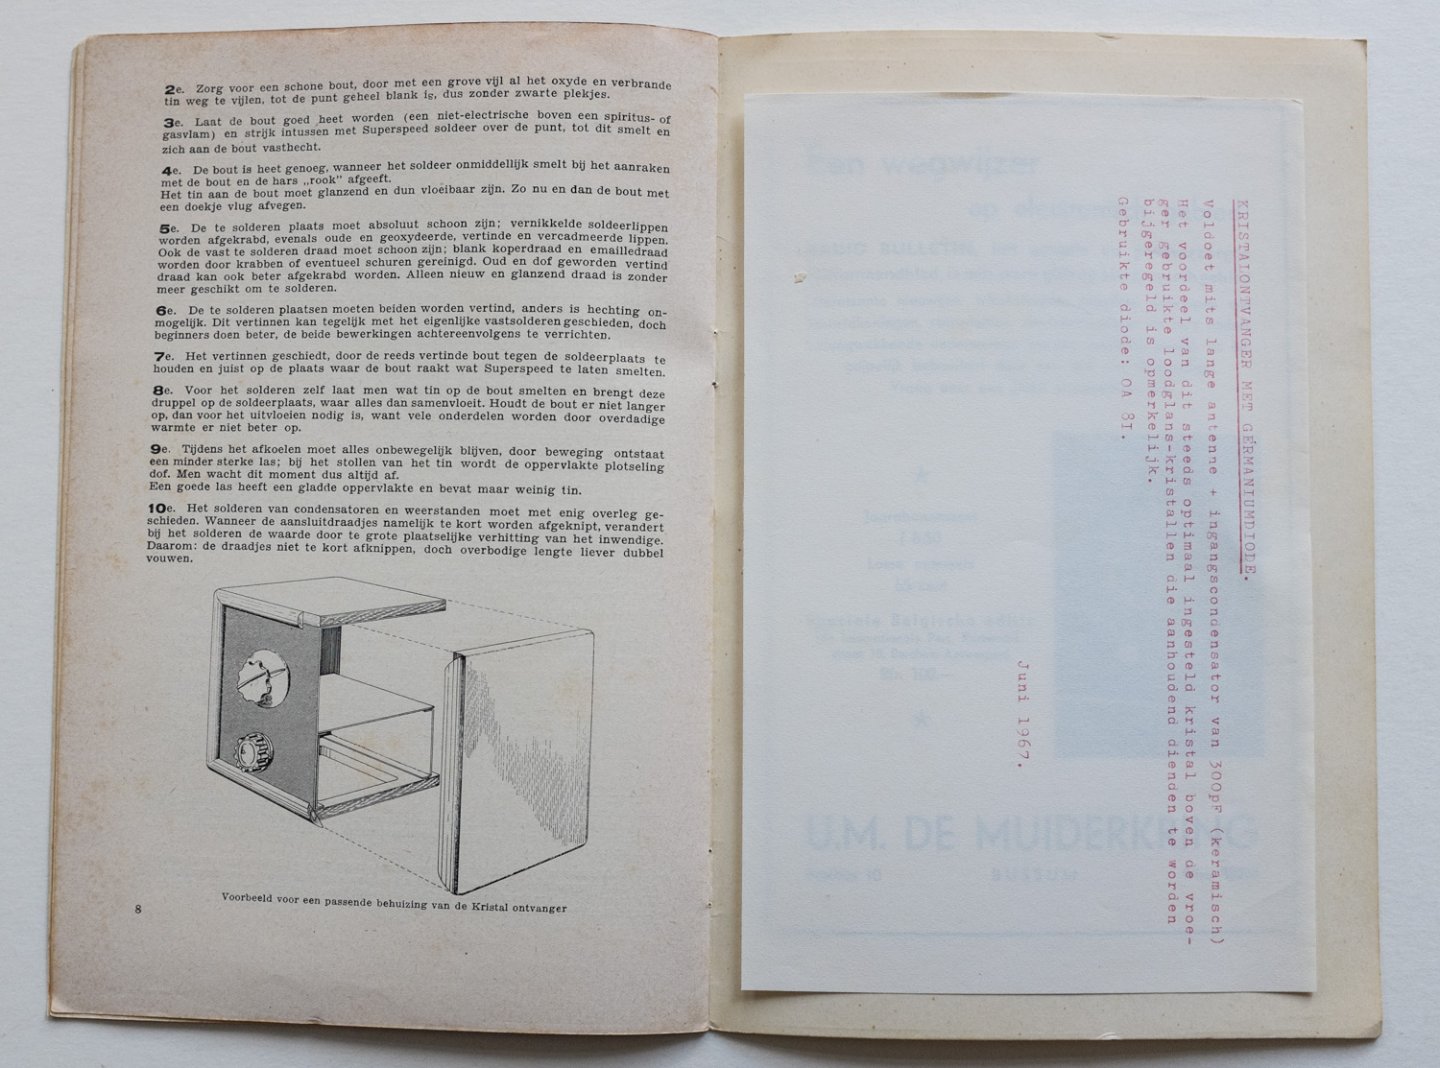 2e. Zorg voor een schone bout, door met een grove vijl al het oxyde en verbrande
tin weg te vijlen, tot de punt geheel blank is, dus zonder zwarte plekjes.
3e. Laat de bout goed heet worden (een niet-electrische boven een spiritus- of
gasvlam) en strijk intussen met Superspeed soldeer over de punt, tot dit smelt en
zich aan de bout vasthecht.
4e. De bout is heet genoeg, wanneer het soldeer onmiddellijk smelt bij het aanraken
met de bout en de hars „rook" afgeeft.
Het tin aan de bout moet glanzend en dun vloeibaar zijn. Zo nu en dan de bout met
een doekje vlug afvegen.
5e. De te solderen plaats moet absoluut schoon zijn; vernikkelde soldeerlippen
worden afgekrabd, evenals oude en geoxydeerde, vertinde en vercadmeerde lippen.
Ook de vast te solderen draad moet schoon zijn; blank koperdraad en emailledraad
worden door krabben of eventueel schuren gereinigd. Oud en dof geworden vertind
draad kan ook beter afgekrabd worden. Alleen nieuw en glanzend draad is zonder
meer geschikt om te solderen.
6e. De te solderen plaatsen moeten beiden worden vertind, anders is hechting on-
mogelijk. Dit vertinnen kan tegelijk met het eigenlijke vastsolderen geschieden, doch
beginners doen beter, de beide bewerkingen achtereenvolgens te verrichten.
7e. Het vertinnen geschiedt, door de reeds vertinde bout tegen de soldeerplaats te
houden en juist op de plaats waar de bout raakt wat Superspeed te laten smelten.
8e. Voor het solderen zelf laat men wat tin op de bout smelten en brengt deze
druppel op de soldeerplaats, waar alles dan samenvloeit. Houdt de bout er niet langer
op, dan voor het uitvloeien nodig is, want vele onderdelen worden door overdadige
warmte er niet beter op.
9e. Tijdens het afkoelen moet alles onbewegelijk blijven, door beweging ontstaat
een minder sterke las; bij het stollen van het tin wordt de oppervlakte plotseling
dof. Men wacht dit moment dus altijd af.
Een goede las heeft een gladde oppervlakte en bevat maar weinig tin.
10e. Het solderen van condensatoren en weerstanden moet met enig overleg ge-
schieden. Wanneer de aansluitdraadjes namelijk te kort worden afgeknipt, verandert
bij het solderen de waarde door te grote plaatselijke verhitting van het inwendige.
Daarom: de draadjes niet te kort afknippen, doch overbodige lengte liever dubbel
vouwen.
Voorbeeld voor een passende behuizing van de Kristal ontvanger
8
KRISTALONTVANGER MET GERMANIUMDIODE.
Voldoet mits lange antenne + ingangscondensator van 300pF (keramisch)
Het voordeel van dit steeds optimaal ingesteld kristal boven de vroe-
ger gebruikte loodglans-kristallen die aanhoudend dienden te worden
bijgeregeld is opmerkelijk.
Gebruikte diode: OA 81.
Juni 1967.
U.M. DE MUIDERKRING
BUSSUM